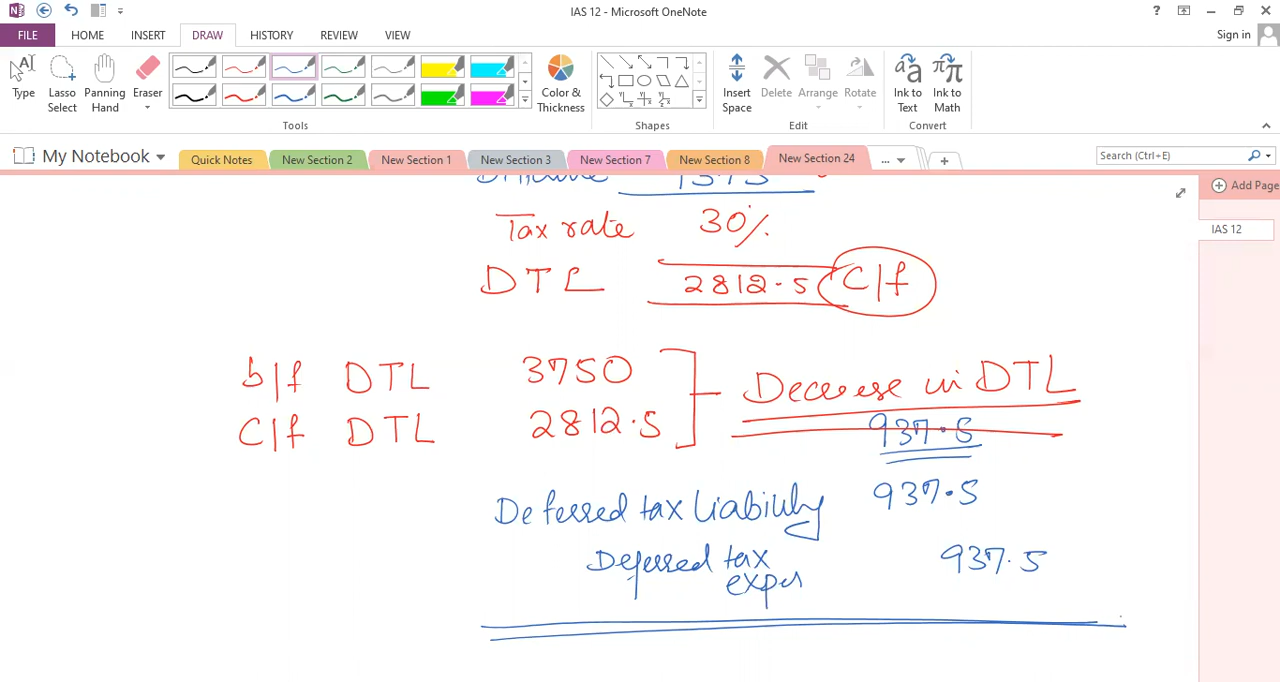 IAS 12 - Microsoft OneNote
?
FILE HOME INSERT DRAW HISTORY REVIEW VIEW
Sign in
Type
Lasso Select
Panning Hand
Eraser
Color & Thickness
Insert Space
Delete
Arrange
Rotate
Ink to Text
Ink to Math
Tools
Shapes
Edit
Convert
My Notebook
Quick Notes
New Section 2
New Section 1
New Section 3
New Section 7
New Section 8
New Section 24
...
+
Search (Ctrl+E)
Add Page
IAS 12
Tax rate 30%
DTL 2812.5 C/f
b/f DTL 3750
C/f DTL 2812.5
Decrease in DTL
937.5
Deferred tax liability 937.5
Deferred tax 937.5
expen